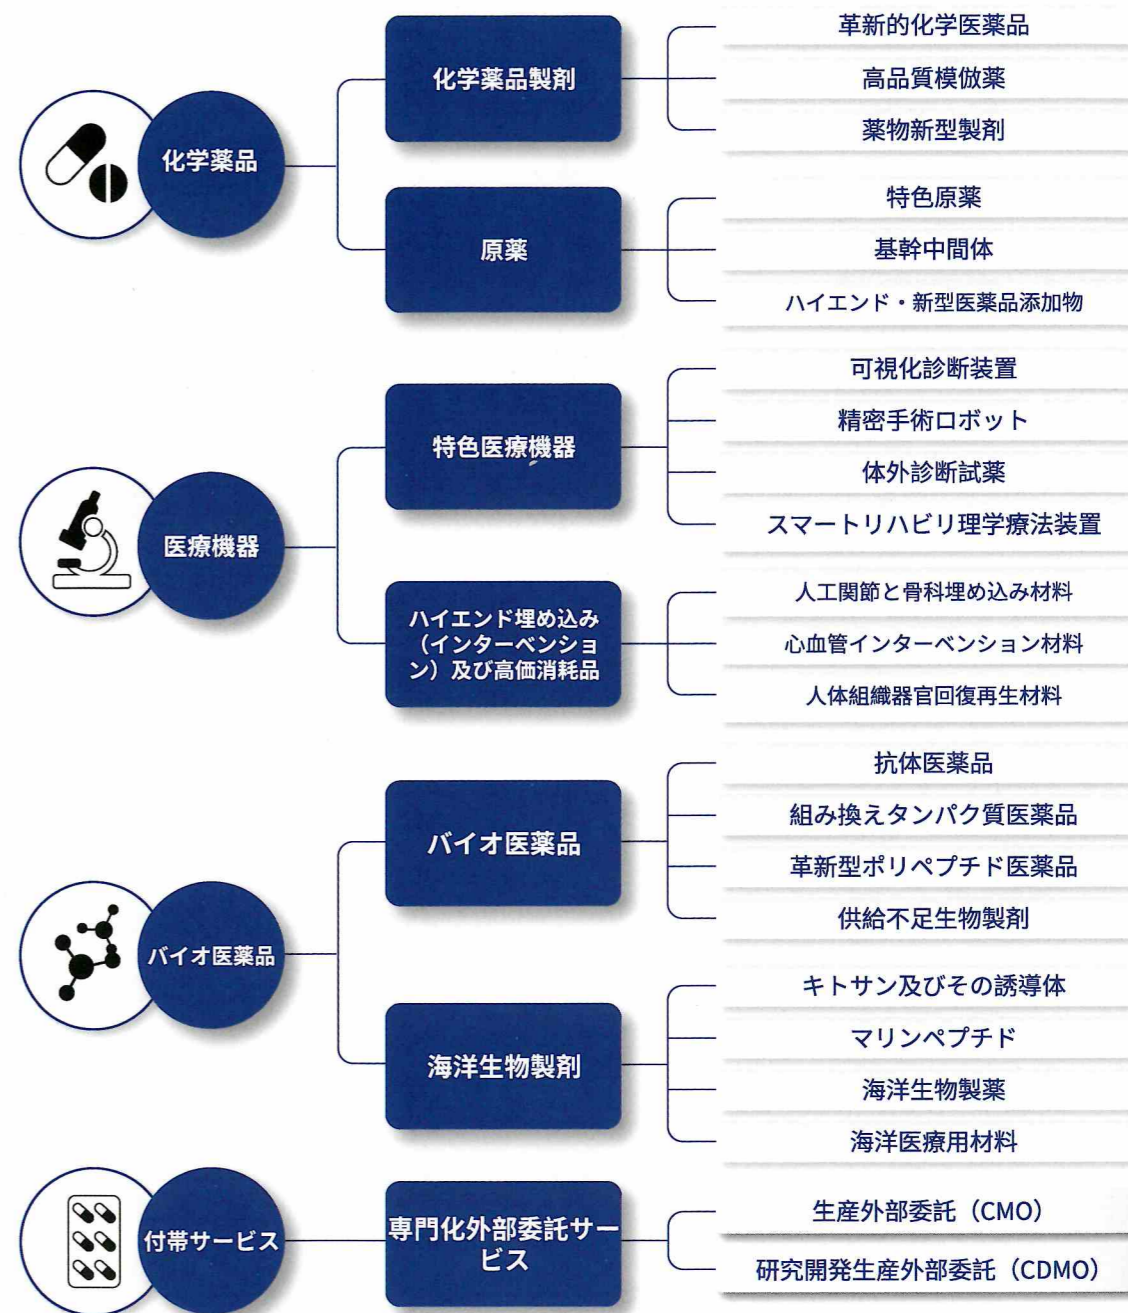 化学薬品
化学薬品製剤
革新的化学医薬品
高品質模倣薬
薬物新型製剤
原薬
特色原薬
基幹中間体
ハイエンド・新型医薬品添加物
医療機器
特色医療機器
可視化診断装置
精密手術ロボット
体外診断試薬
スマートリハビリ理学療法装置
ハイエンド埋め込み
（インターベンショ
ン）及び高価消耗品
人工関節と骨科埋め込み材料
心血管インターベンション材料
人体組織器官回復再生材料
バイオ医薬品
バイオ医薬品
抗体医薬品
組み換えタンパク質医薬品
革新型ポリペプチド医薬品
供給不足生物製剤
海洋生物製剤
キトサン及びその誘導体
マリンペプチド
海洋生物製薬
海洋医療用材料
付帯サービス
専門化外部委託サー
ビス
生産外部委託（CMO）
研究開発生産外部委託（CDMO）